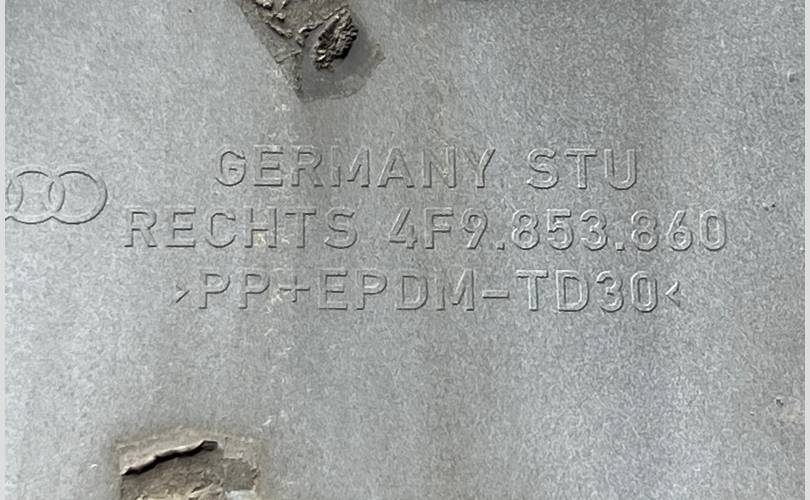 GERMANY STU
RECHTS 4F9.853.860
>PP+EPDM-TD30<